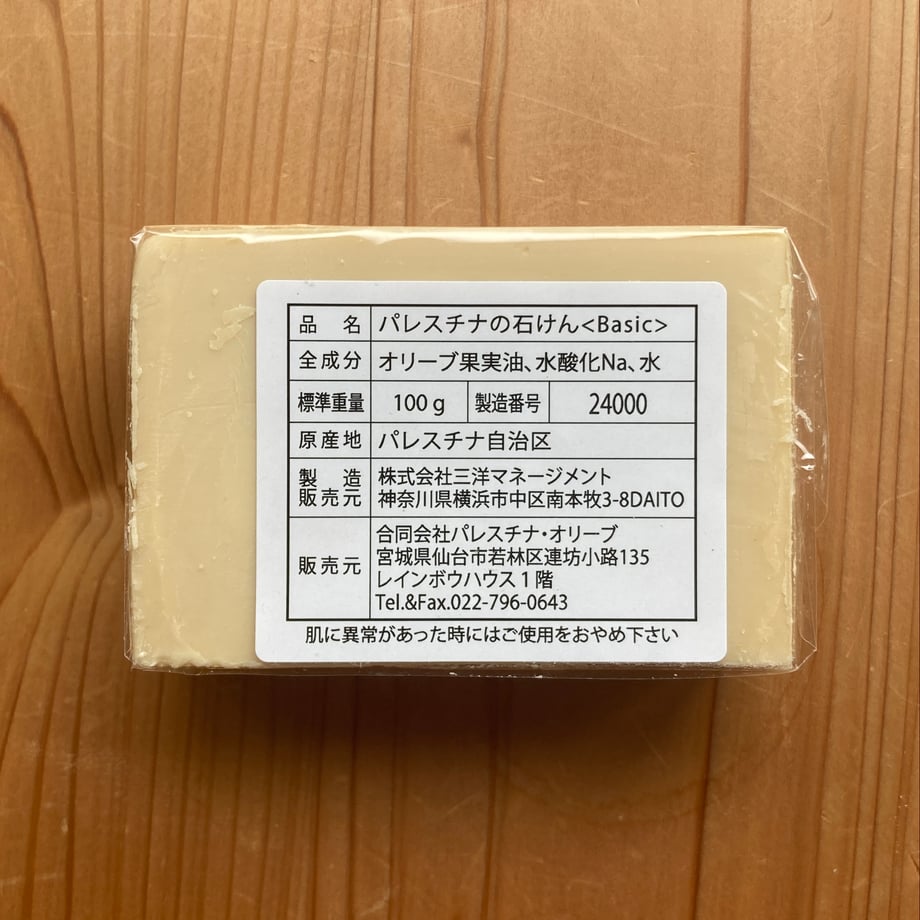 品名 パレスチナの石けん<Basic>
全成分 オリーブ果実油、水酸化Na、水
標準重量 100g 製造番号 24000
原産地 パレスチナ自治区
製造
販売元
株式会社三洋マネージメント
神奈川県横浜市中区南本牧3-8DAITO
販売元
合同会社パレスチナ・オリーブ
宮城県仙台市若林区連坊小路135
レインボウハウス1階
Tel.&Fax.022-796-0643
肌に異常があった時にはご使用をおやめ下さい